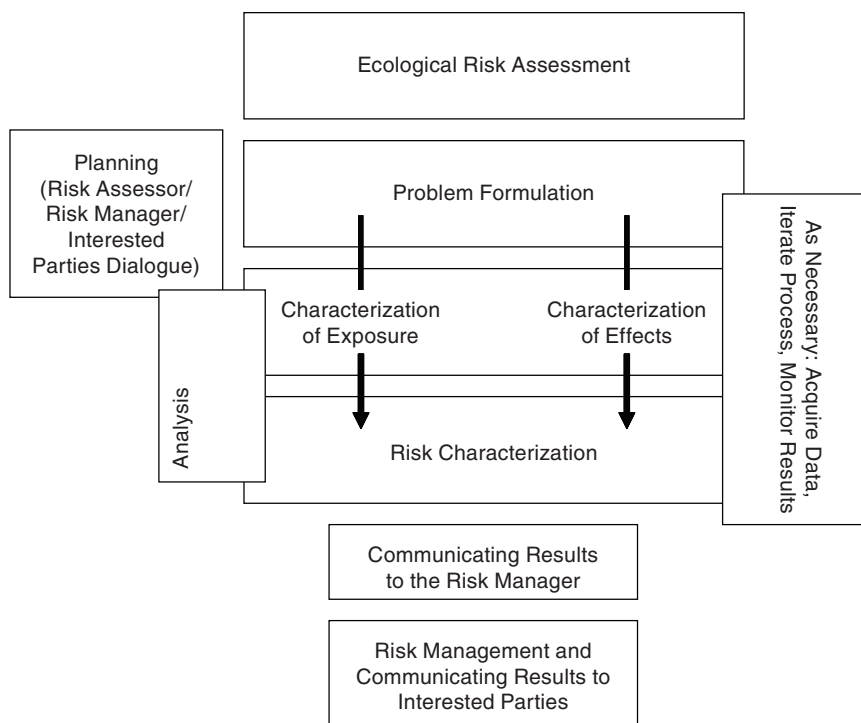 Ecological Risk Assessment
Planning
(Risk Assessor/
Risk Manager/
Interested
Parties Dialogue)
Problem Formulation
As Necessary: Acquire Data,
Iterate Process, Monitor Results
Analysis
Characterization
of Exposure
Characterization
of Effects
Risk Characterization
Communicating Results
to the Risk Manager
Risk Management and
Communicating Results to
Interested Parties